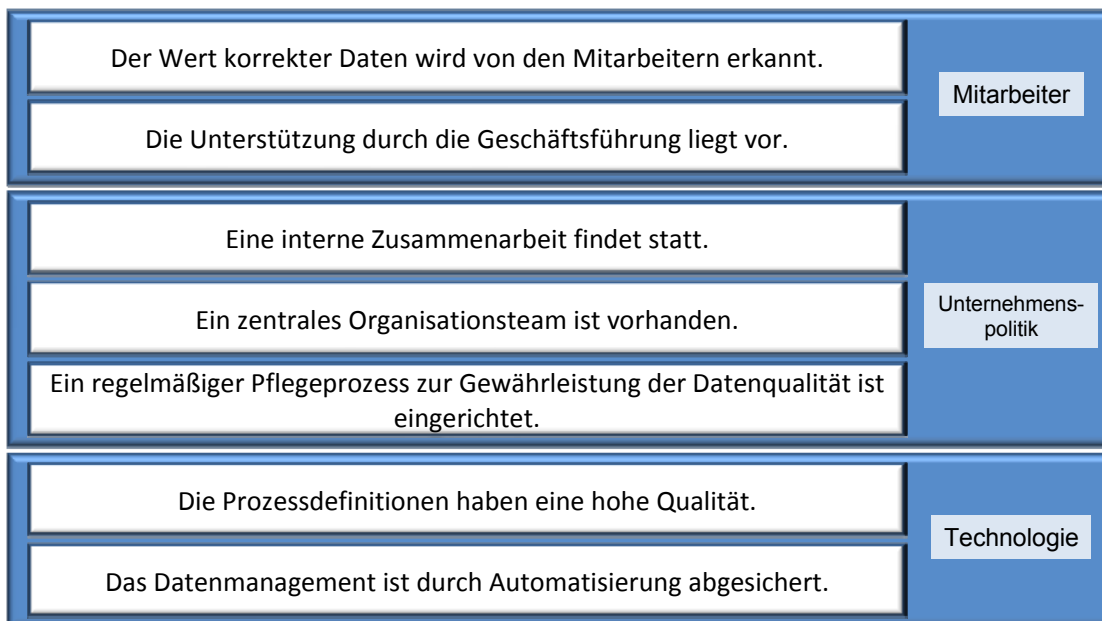 Der Wert korrekter Daten wird von den Mitarbeitern erkannt.
Die Unterstützung durch die Geschäftsführung liegt vor.
Mitarbeiter
Eine interne Zusammenarbeit findet statt.
Ein zentrales Organisationsteam ist vorhanden.
Ein regelmäßiger Pflegeprozess zur Gewährleistung der Datenqualität ist
eingerichtet.
Unternehmens-
politik
Die Prozessdefinitionen haben eine hohe Qualität.
Das Datenmanagement ist durch Automatisierung abgesichert.
Technologie